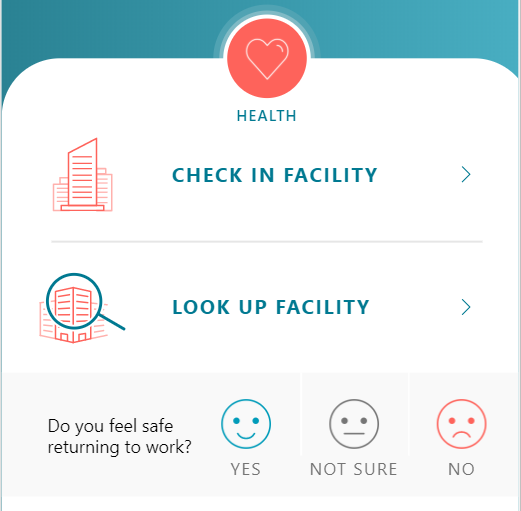 HEALTH
CHECK IN FACILITY
LOOK UP FACILITY
Do you feel safe
returning to work?
YES
NOT SURE
NO